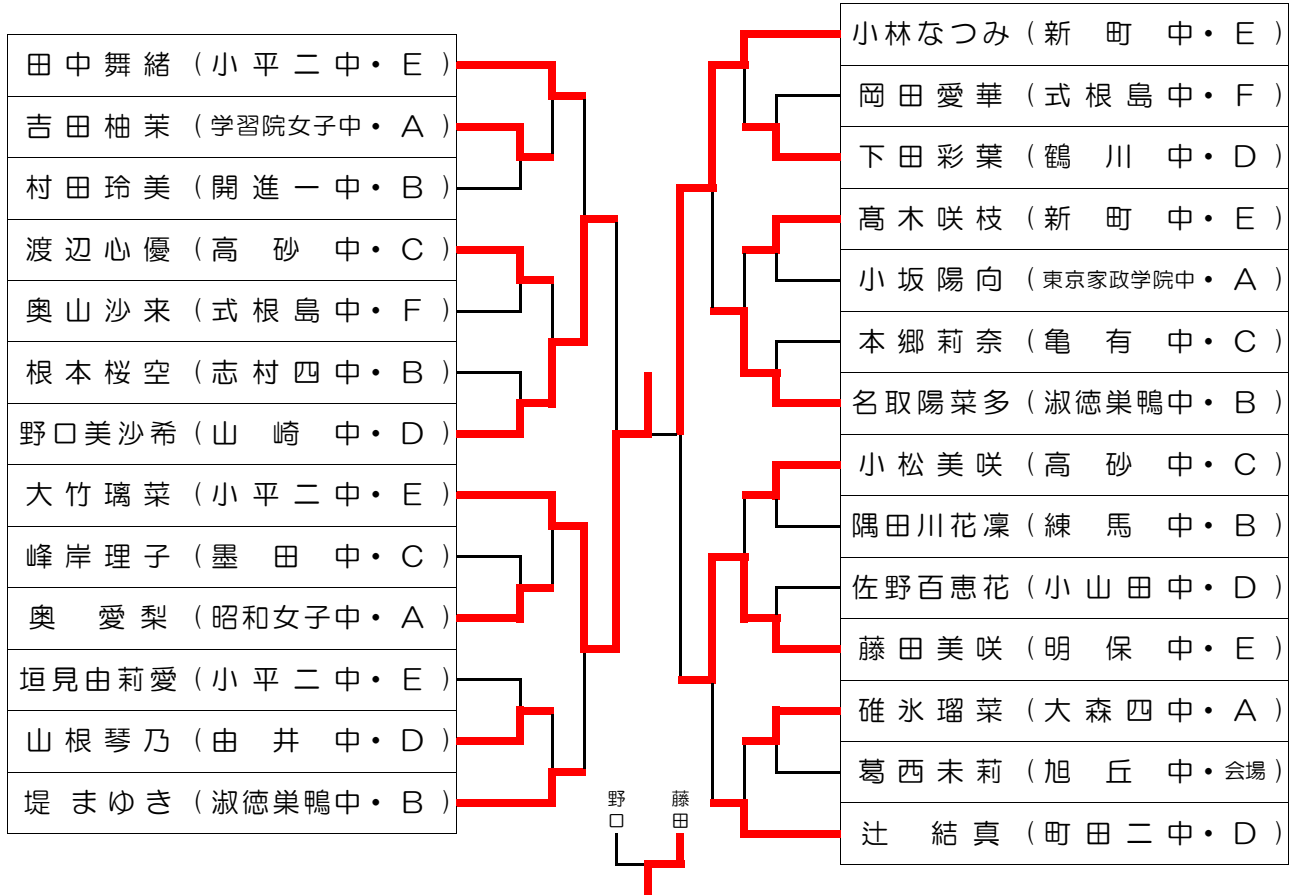 田中舞緒（小平二中・E）
吉田柚茉（学習院女子中・A）
村田玲美（開進一中・B）
渡辺心優（高砂中・C）
奥山沙来（式根島中・F）
根本桜空（志村四中・B）
野口美沙希（山崎中・D）
大竹璃菜（小平二中・E）
峰岸理子（墨田中・C）
奥愛梨（昭和女子中・A）
垣見由莉愛（小平二中・E）
山根琴乃（由井中・D）
堤まゆき（淑徳巣鴨中・B）
小林なつみ（新町中・E）
岡田愛華（式根島中・F）
下田彩葉（鶴川中・D）
髙木咲枝（新町中・E）
小坂陽向（東京家政学院中・A）
本郷莉奈（亀有中・C）
名取陽菜多（淑徳巣鴨中・B）
小松美咲（高砂中・C）
隅田川花凜（練馬中・B）
佐野百恵花（小山田中・D）
藤田美咲（明保中・E）
碓氷瑠菜（大森四中・A）
葛西未莉（旭丘中・会場）
辻結真（町田二中・D）
野口
藤田